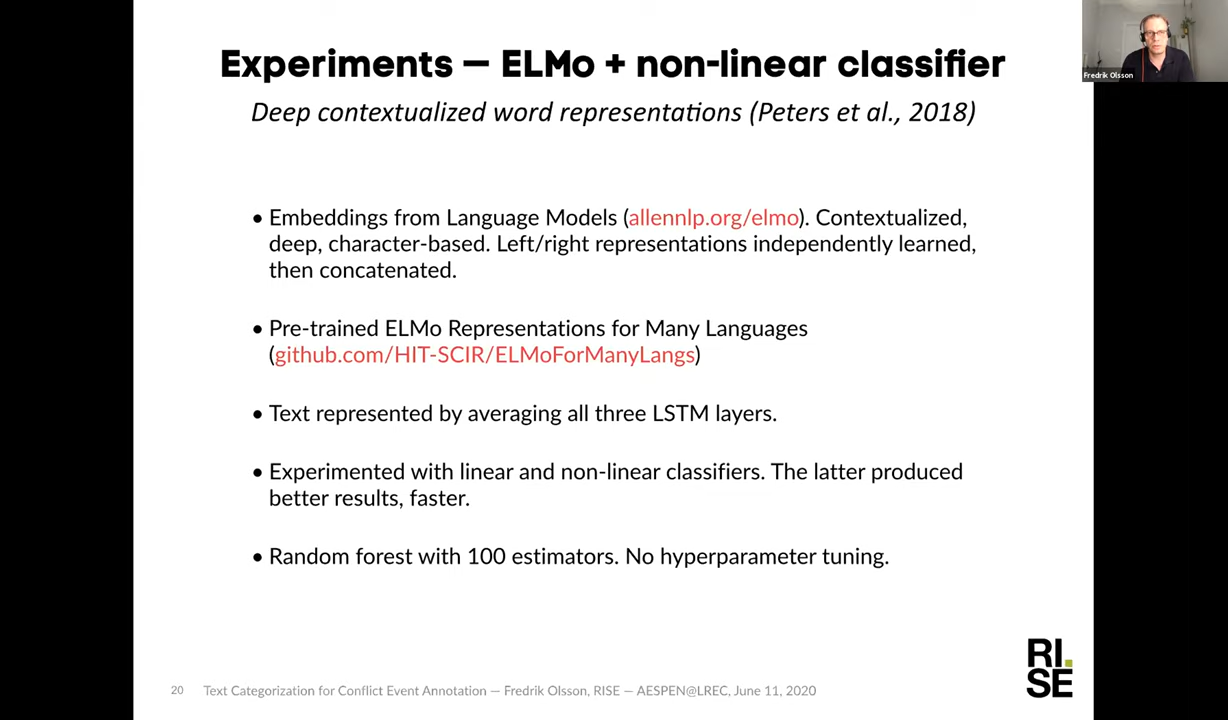 Experiments — ELMo + non-linear classifier
Deep contextualized word representations (Peters et al., 2018)
• Embeddings from Language Models (allennlp.org/elmo). Contextualized,
deep, character-based. Left/right representations independently learned,
then concatenated.
• Pre-trained ELMo Representations for Many Languages
(github.com/HIT-SCIR/ELMoForManyLangs)
• Text represented by averaging all three LSTM layers.
• Experimented with linear and non-linear classifiers. The latter produced
better results, faster.
• Random forest with 100 estimators. No hyperparameter tuning.
20 Text Categorization for Conflict Event Annotation — Fredrik Olsson, RISE — AESPEN@LREC, June 11, 2020
RI.
SE
Fredrik Olsson